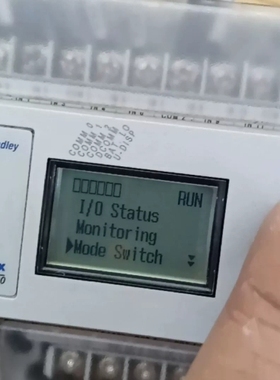 COMM 0
COMM 1
DCOMM
BAT. LO
U-DISP
dley
□□□□□□ RUN
I/O Status
Monitoring
Mode Switch
x